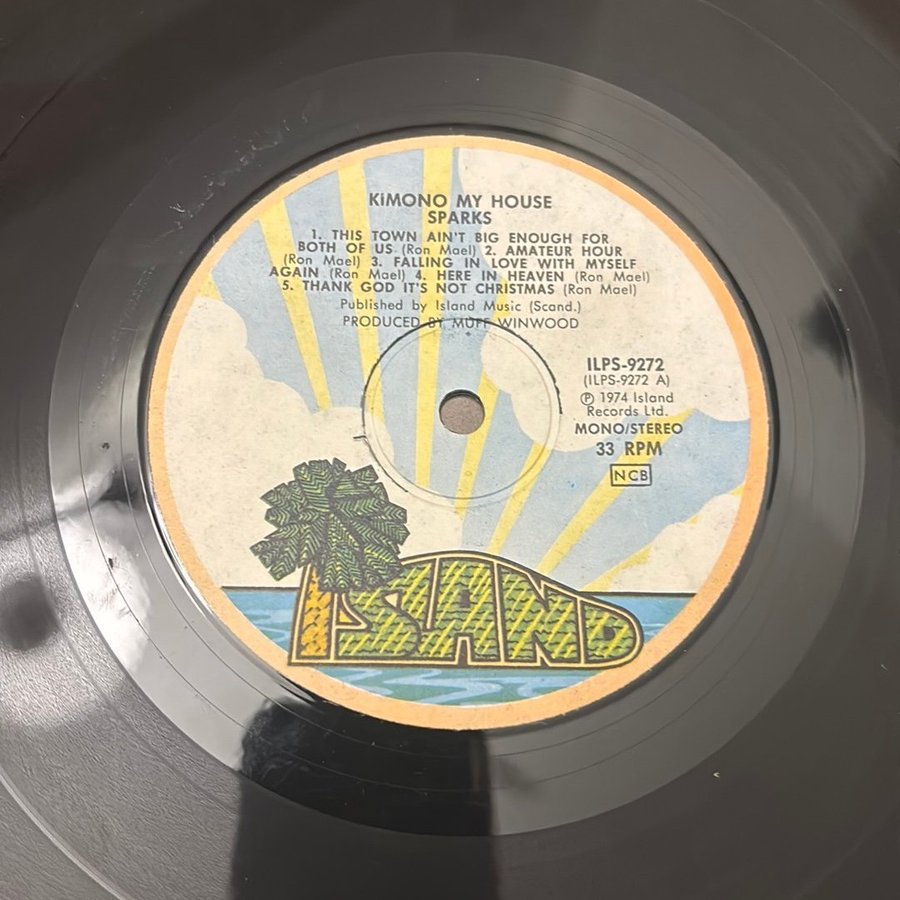 KiMONO MY HOUSE
SPARKS
1. THIS TOWN AIN'T BIG ENOUGH FOR
BOTH OF US (Ron Mael) 2. AMATEUR HOUR
(Ron Mael) 3. FALLING IN LOVE WITH MYSELF
AGAIN (Ron Mael) 4. HERE IN HEAVEN (Ron Mael)
5. THANK GOD IT'S NOT CHRISTMAS (Ron Mael)
Published by Island Music (Scand.)
PRODUCED BY MUFF WINWOOD
ILPS-9272
(ILPS-9272 A)
℗ 1974 Island
Records Ltd.
MONO/STEREO
33 RPM
NCB
ISLAND